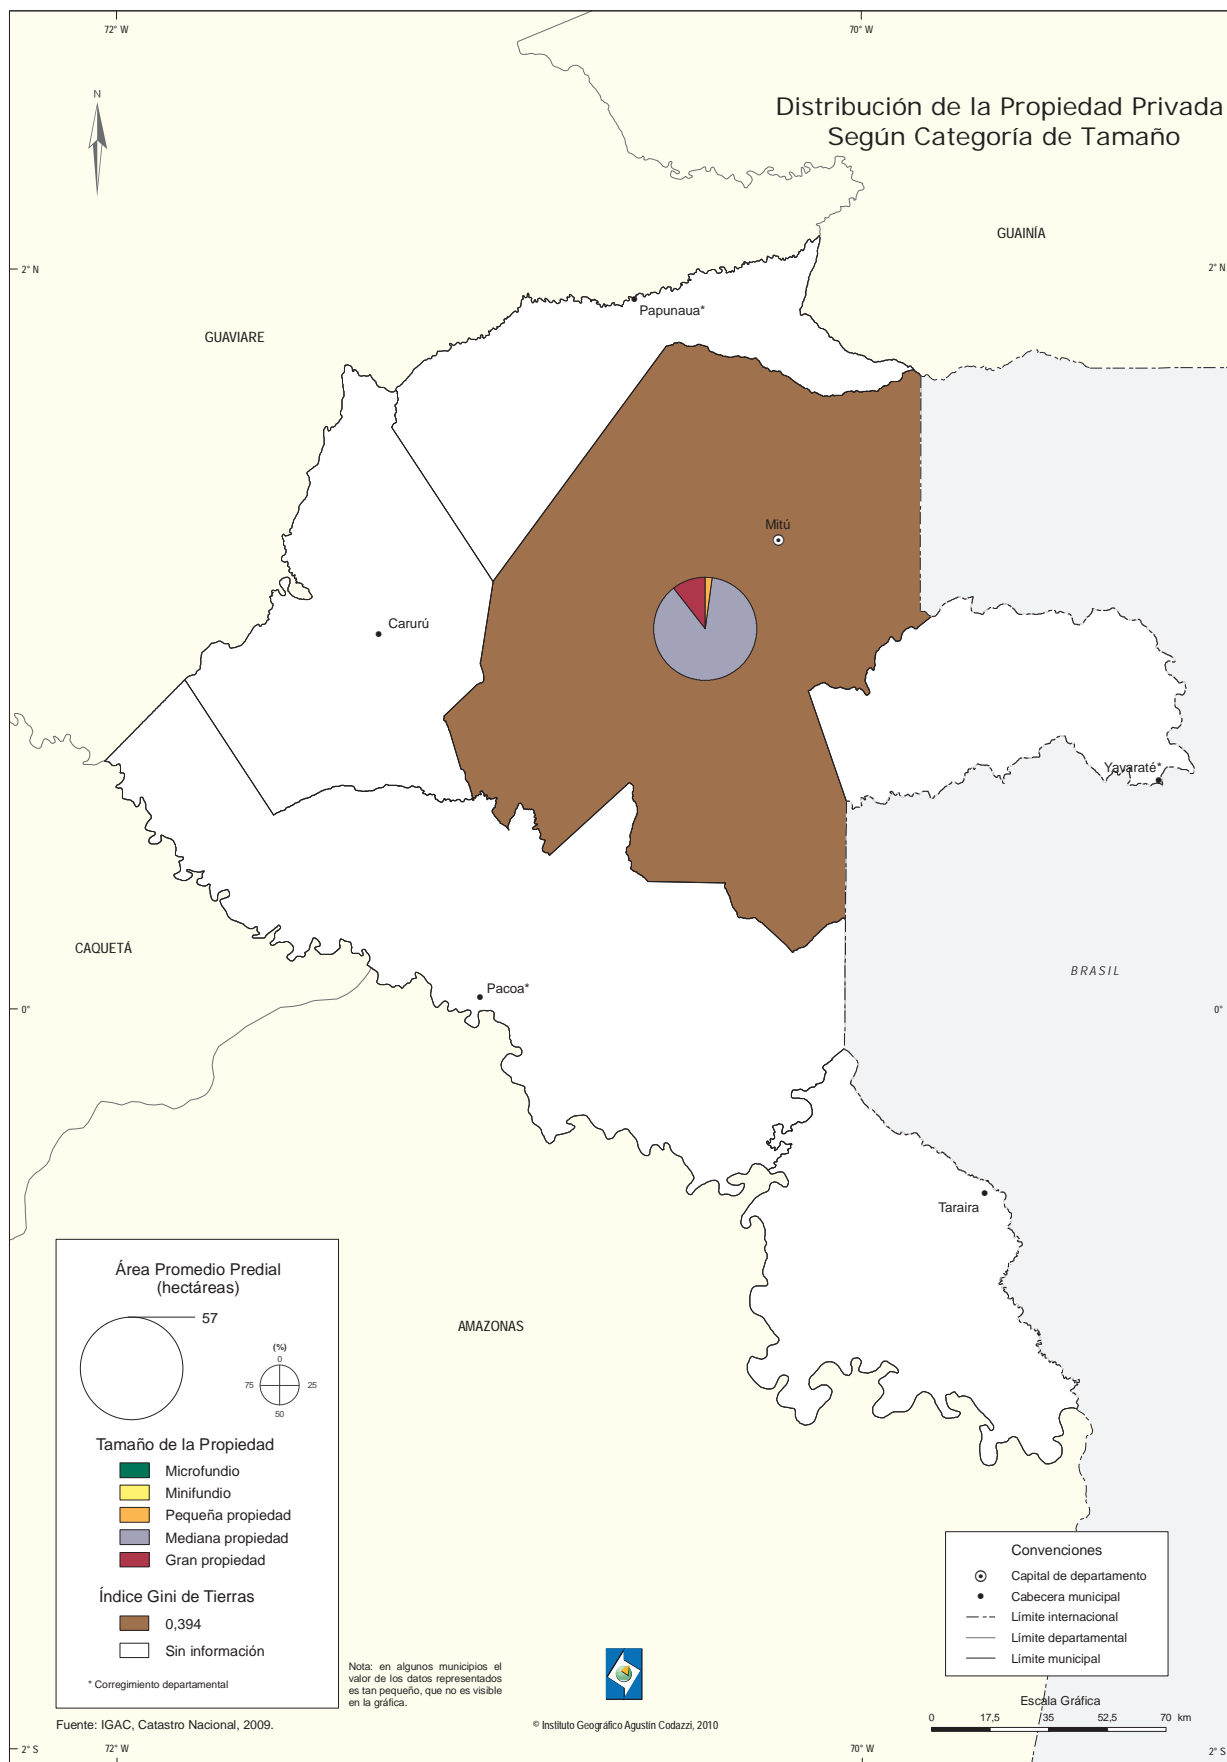 72° W
70° W
N
Distribución de la Propiedad Privada
Según Categoría de Tamaño
GUAINÍA
2° N
2° N
Papunaua*
GUAVIARE
Mitú
Carurú
Yavaraté*
CAQUETÁ
BRASIL
Pacoa*
0°
0°
Taraira
AMAZONAS
Área Promedio Predial
(hectáreas)
57
(%)
0
75
25
50
Tamaño de la Propiedad
Microfundio
Minifundio
Pequeña propiedad
Mediana propiedad
Gran propiedad
Índice Gini de Tierras
0,394
Sin información
* Corregimiento departamental
Nota: en algunos municipios el
valor de los datos representados
es tan pequeño, que no es visible
en la gráfica.
Convenciones
Capital de departamento
Cabecera municipal
Límite internacional
Límite departamental
Límite municipal
Escala Gráfica
0 17,5 35 52,5 70 km
Fuente: IGAC, Catastro Nacional, 2009.
© Instituto Geográfico Agustín Codazzi, 2010
2° S
72° W
70° W
2° S